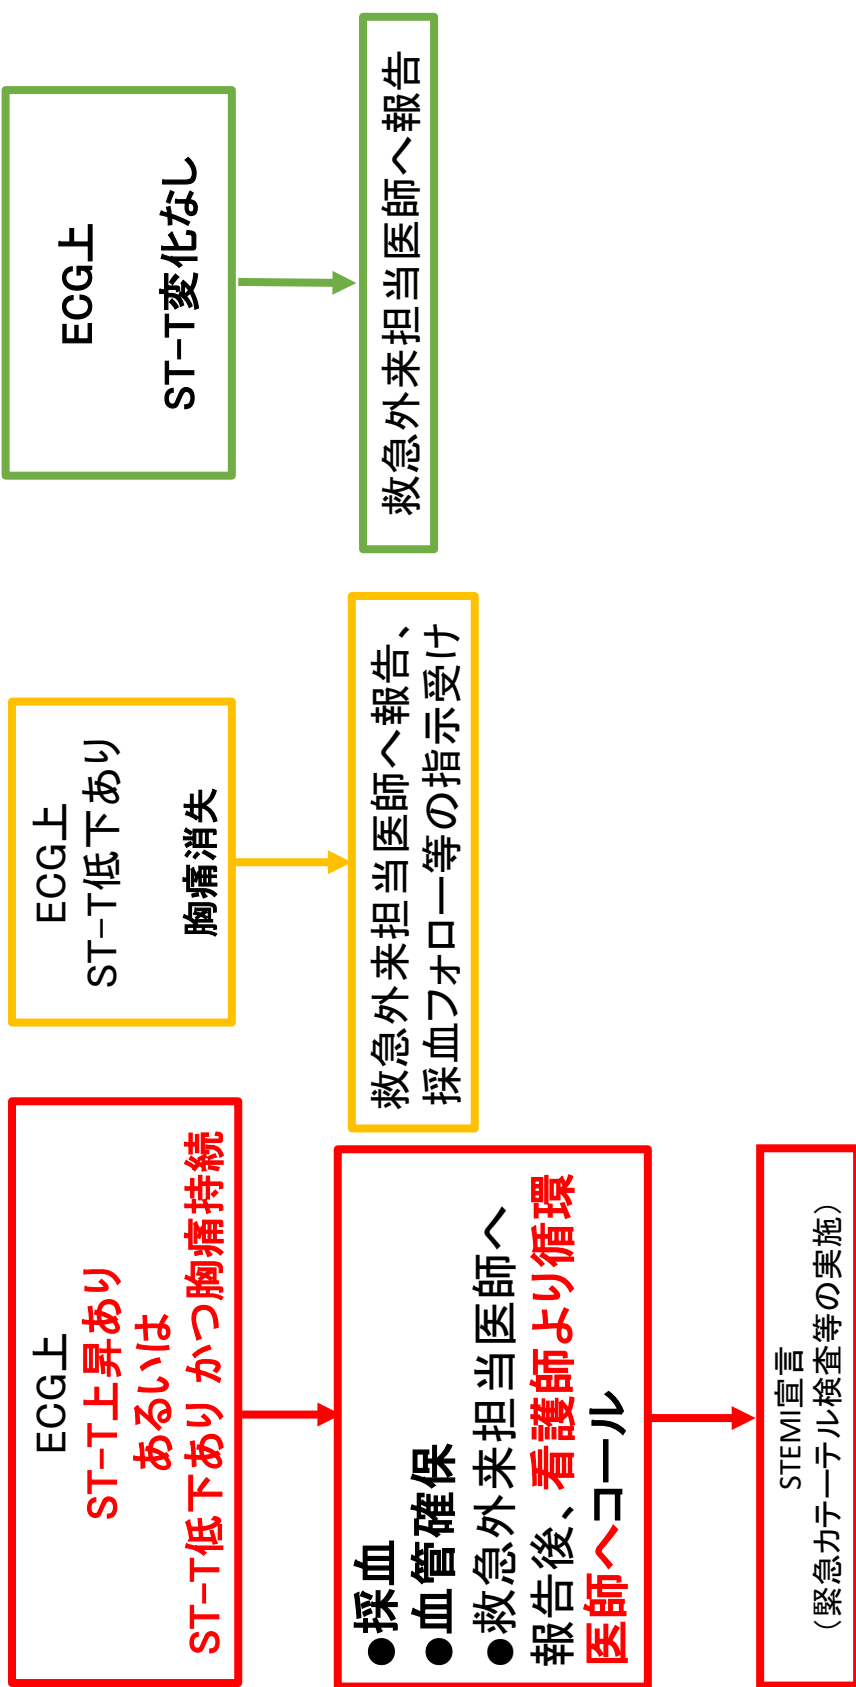 ECG上
ST-T上昇あり
あるいは
ST-T低下あり かつ胸痛持続
●採血
●血管確保
●救急外来担当医師へ
報告後、看護師より循環
医師へコール
STEMI宣言
（緊急カテーテル検査等の実施）
ECG上
ST-T低下あり
胸痛消失
救急外来担当医師へ報告、
採血フォロー等の指示受け
ECG上
ST-T変化なし
救急外来担当医師へ報告